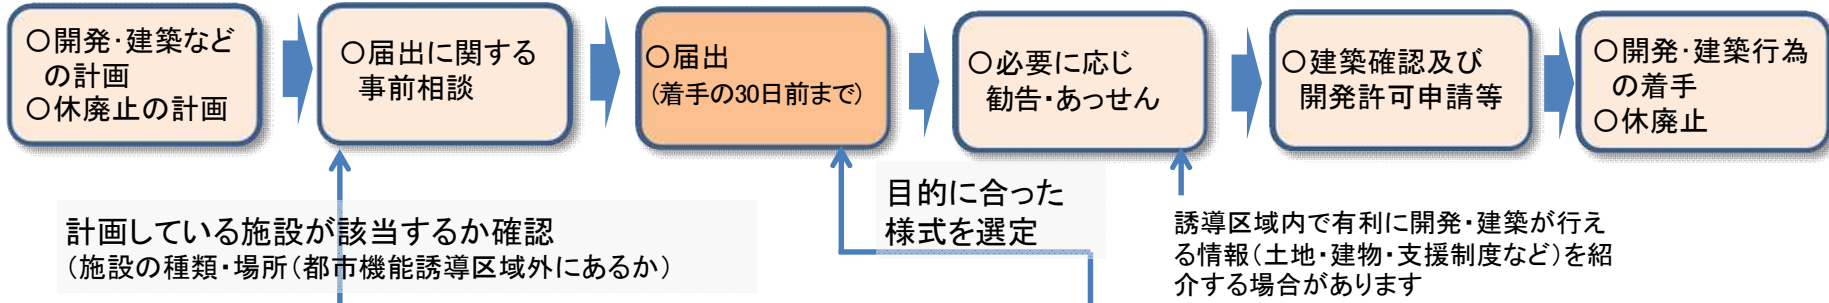 ○開発・建築など
の計画
○休廃止の計画
○届出に関する
事前相談
○届出
(着手の30日前まで)
○必要に応じ
勧告・あっせん
○建築確認及び
開発許可申請等
○開発・建築行為
の着手
○休廃止
計画している施設が該当するか確認
(施設の種類・場所(都市機能誘導区域外にあるか)
目的に合った
様式を選定
誘導区域内で有利に開発・建築が行え
る情報(土地・建物・支援制度など)を紹
介する場合があります